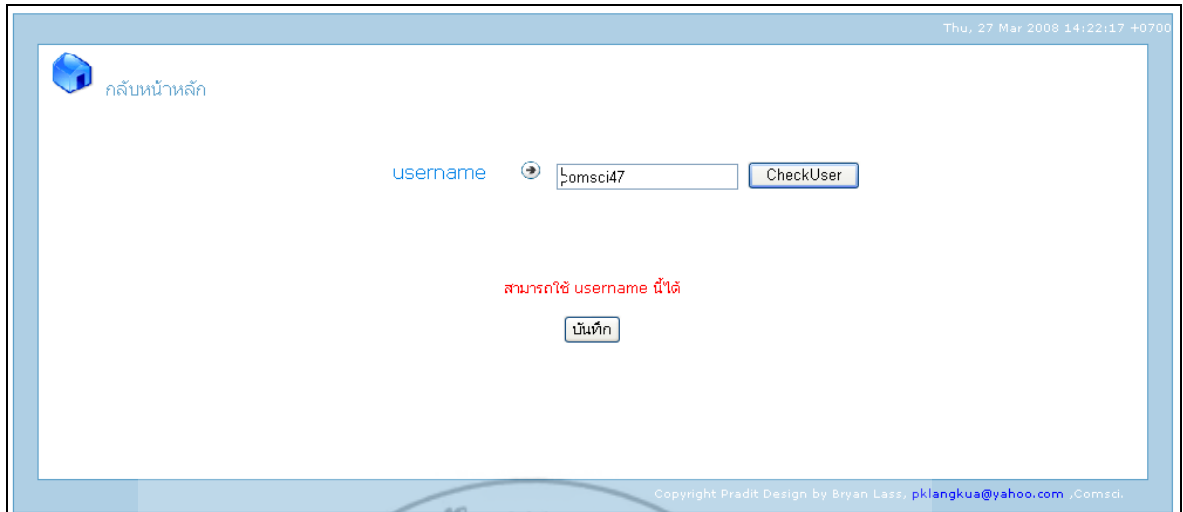 Thu, 27 Mar 2008 14:22:17 +0700
กลับหน้าหลัก
username
comsci47
CheckUser
สามารถใช้ username นี้ได้
บันทึก
Copyright Pradit Design by Bryan Lass, pklangkua@yahoo.com ,Comsci.